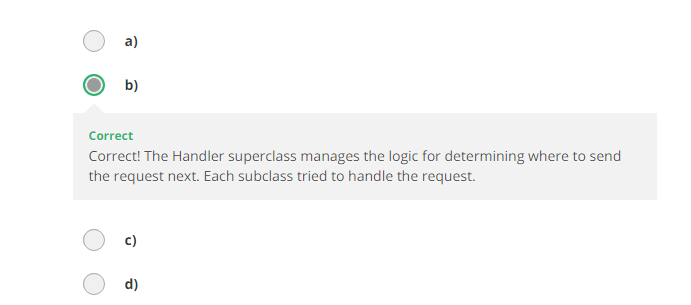 a)
b)
Correct
Correct! The Handler superclass manages the logic for determining where to send
the request next. Each subclass tried to handle the request.
c)
d)